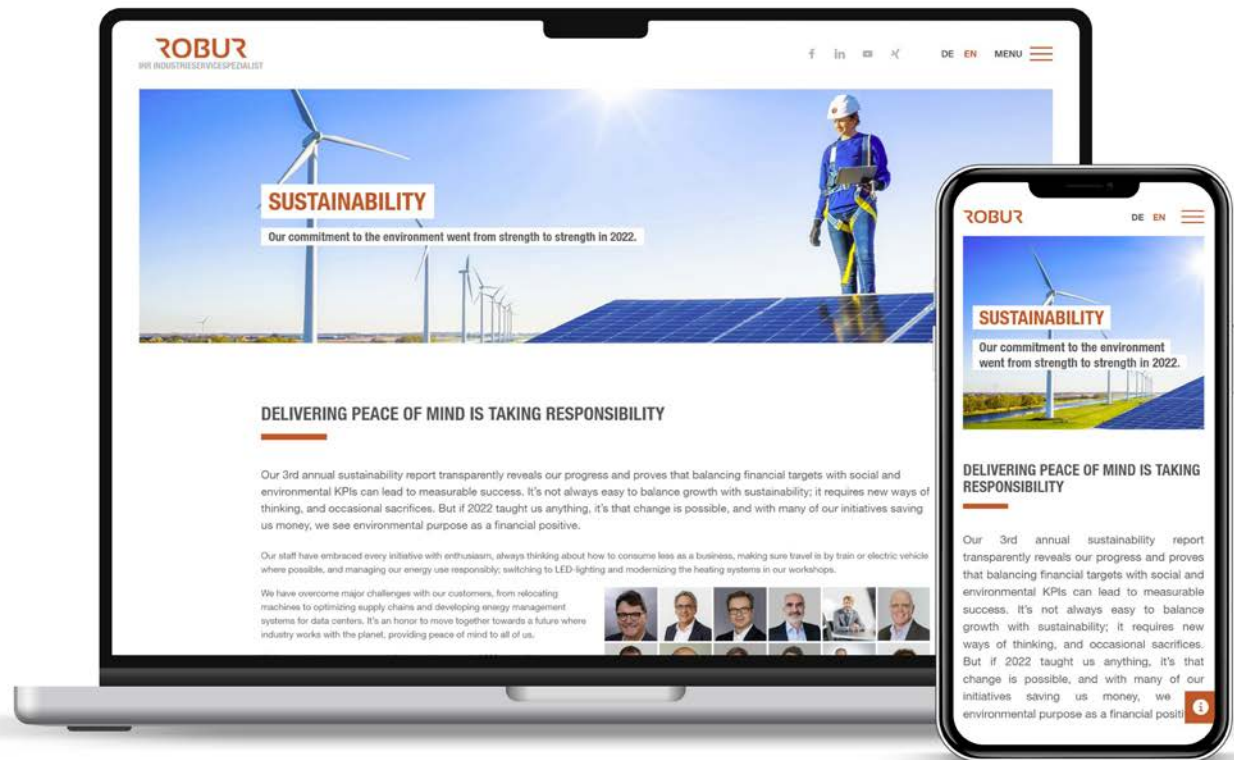 ROBUR
IHR INDUSTRIESERVICESPEZIALIST
DE EN MENU
SUSTAINABILITY
Our commitment to the environment went from strength to strength in 2022.
DELIVERING PEACE OF MIND IS TAKING RESPONSIBILITY
Our 3rd annual sustainability report transparently reveals our progress and proves that balancing financial targets with social and
environmental KPIs can lead to measurable success. It's not always easy to balance growth with sustainability; it requires new ways of
thinking, and occasional sacrifices. But if 2022 taught us anything, it's that change is possible, and with many of our initiatives saving
us money, we see environmental purpose as a financial positive.
Our staff have embraced every initiative with enthusiasm, always thinking about how to consume less as a business, making sure travel is by train or electric vehicle
where possible, and managing our energy use responsibly; switching to LED-lighting and modernizing the heating systems in our workshops.
We have overcome major challenges with our customers, from relocating
machines to optimizing supply chains and developing energy management
systems for data centers. It's an honor to move together towards a future where
industry works with the planet, providing peace of mind to all of us.
ROBUR
DE EN
SUSTAINABILITY
Our commitment to the environment
went from strength to strength in 2022.
DELIVERING PEACE OF MIND IS TAKING
RESPONSIBILITY
Our 3rd annual sustainability report
transparently reveals our progress and proves
that balancing financial targets with social and
environmental KPIs can lead to measurable
success. It's not always easy to balance
growth with sustainability; it requires new
ways of thinking, and occasional sacrifices.
But if 2022 taught us anything, it's that
change is possible, and with many of our
initiatives saving us money, we
environmental purpose as a financial positi